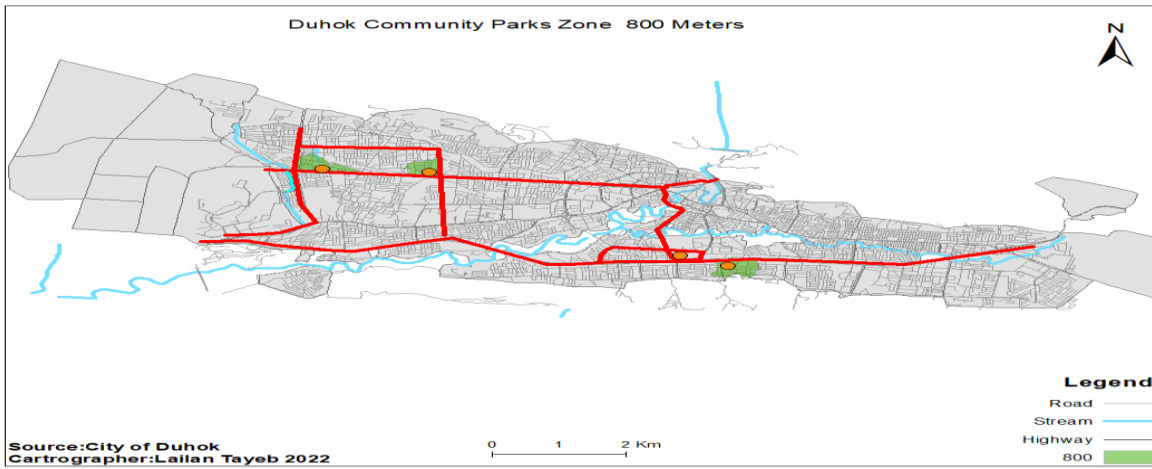 Duhok Community Parks Zone 800 Meters
N
Legend
Road
Stream
Highway
800
0 1 2 Km
Source:City of Duhok
Cartrographer:Lailan Tayeb 2022